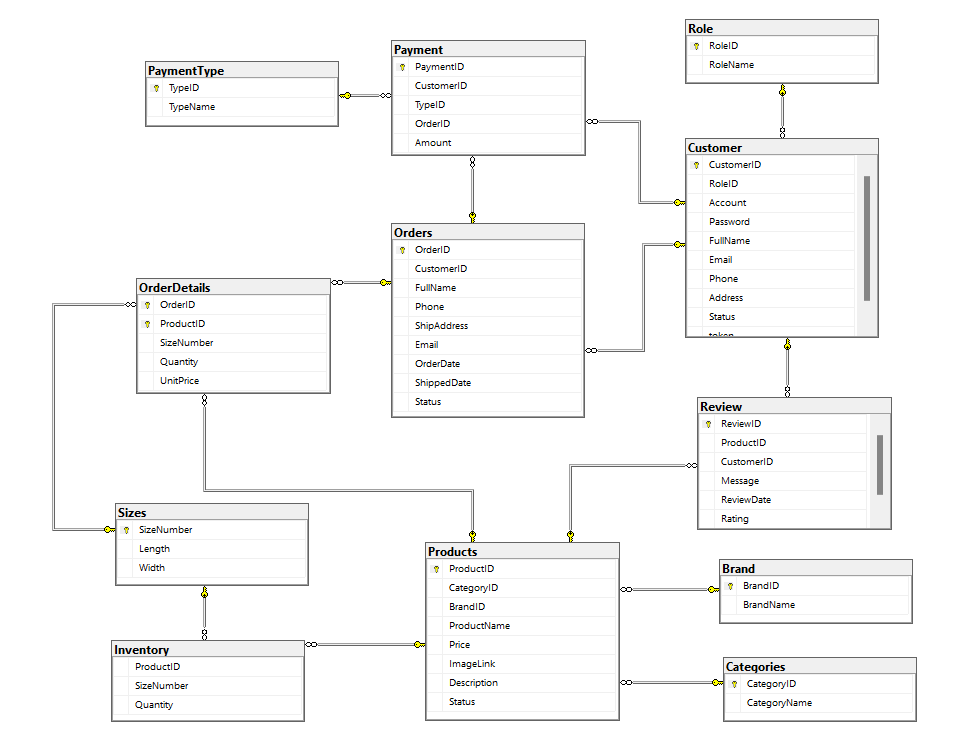 Role
RoleID
RoleName
Payment
PaymentID
CustomerID
TypeID
OrderID
Amount
PaymentType
TypeID
TypeName
Customer
CustomerID
RoleID
Account
Password
FullName
Email
Phone
Address
Status
token
Orders
OrderID
CustomerID
FullName
Phone
ShipAddress
Email
OrderDate
ShippedDate
Status
OrderDetails
OrderID
ProductID
SizeNumber
Quantity
UnitPrice
Review
ReviewID
ProductID
CustomerID
Message
ReviewDate
Rating
Sizes
SizeNumber
Length
Width
Products
ProductID
CategoryID
BrandID
ProductName
Price
ImageLink
Description
Status
Brand
BrandID
BrandName
Inventory
ProductID
SizeNumber
Quantity
Categories
CategoryID
CategoryName